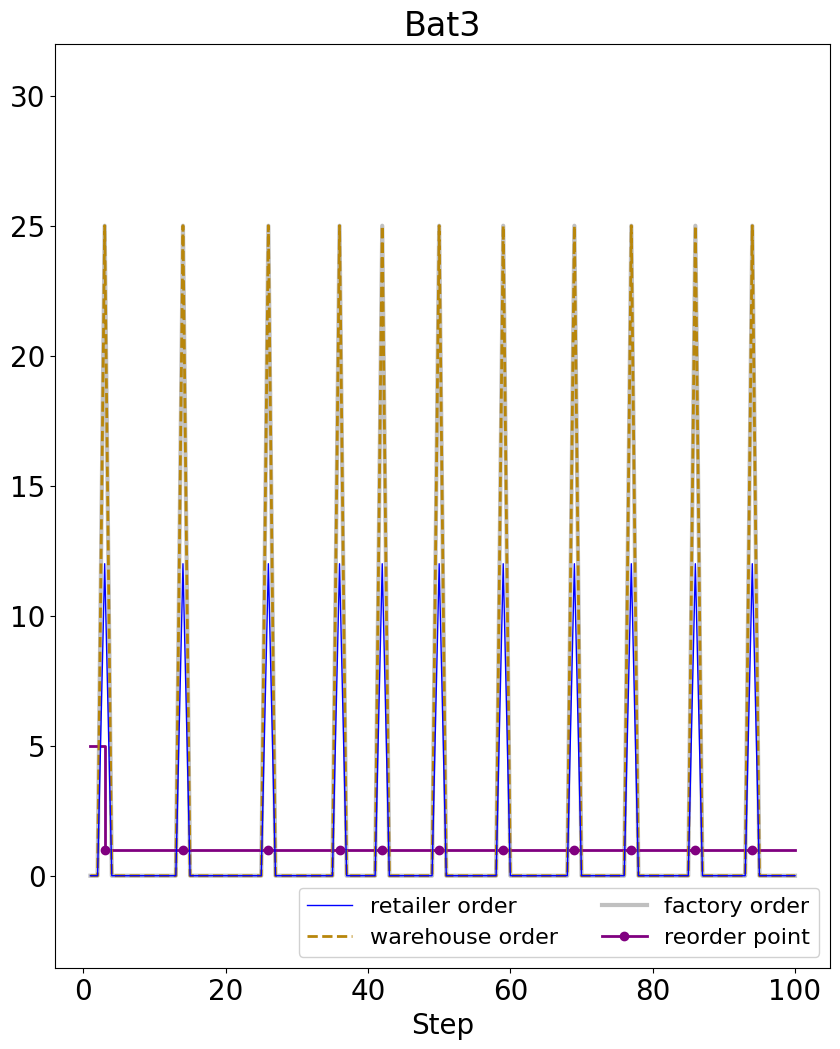 Bat3
30
25
20
15
10
5
0
retailer order
warehouse order
factory order
reorder point
0 20 40 60 80 100
Step